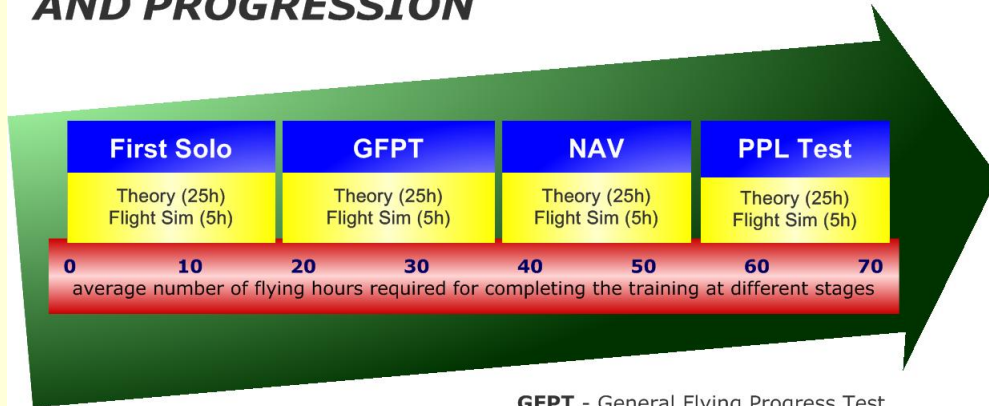 AND PROGRESSION
First Solo
Theory (25h)
Flight Sim (5h)
GFPT
Theory (25h)
Flight Sim (5h)
NAV
Theory (25h)
Flight Sim (5h)
PPL Test
Theory (25h)
Flight Sim (5h)
0 10 20 30 40 50 60 70
average number of flying hours required for completing the training at different stages
GFPT - General Flying Progress Test